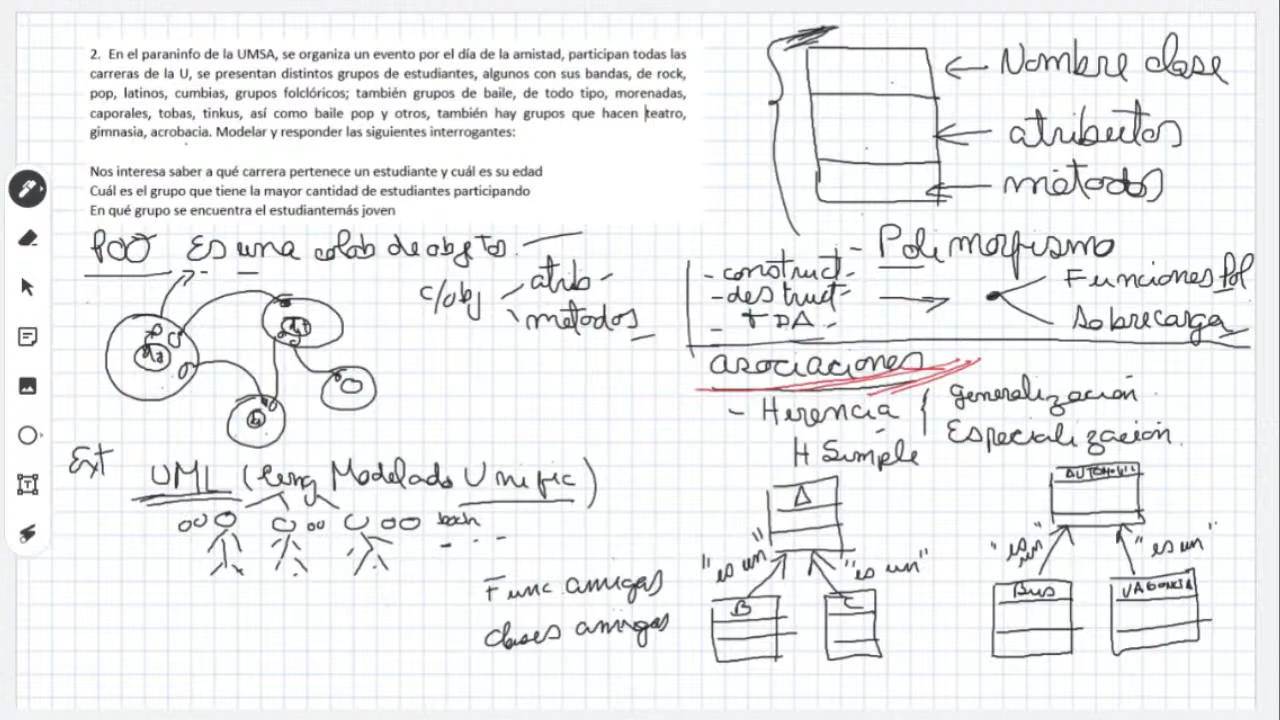 2. En el paraninfo de la UMSA, se organiza un evento por el día de la amistad, participan todas las
carreras de la U, se presentan distintos grupos de estudiantes, algunos con sus bandas, de rock,
pop, latinos, cumbias, grupos folclóricos; también grupos de baile, de todo tipo, morenadas,
caporales, tobas, tinkus, así como baile pop y otros, también hay grupos que hacen teatro,
gimnasia, acrobacia. Modelar y responder las siguientes interrogantes:
Nos interesa saber a qué carrera pertenece un estudiante y cuál es su edad
Cuál es el grupo que tiene la mayor cantidad de estudiantes participando
En qué grupo se encuentra el estudiantemás joven
POO Es una colab de objetos.
c/obj
atrib
metodos
Ext
UML (Leng Modelado Unific)
Booch
Func amigas
clases amigas
Nombre clase
atributos
métodos
- Polimorfismo
- construct.
- destruct.
- TDA
Funciones Pol
Sobrecarga
asociaciones
- Herencia
generalización
Especialización
H Simple
A
"es un"
"es un"
B
C
AUTOMOVIL
"es un"
"es un"
Bus
VAGONETA